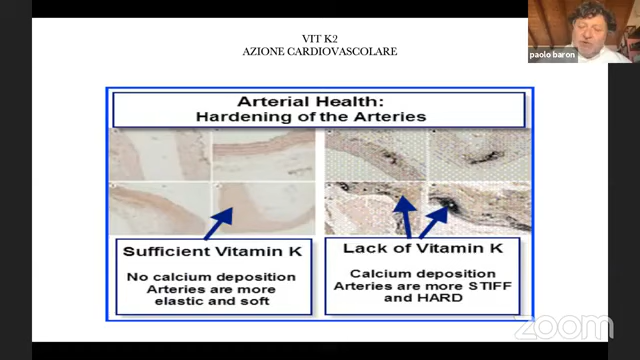 VIT K2
AZIONE CARDIOVASCOLARE
paolo baron
Arterial Health:
Hardening of the Arteries
Sufficient Vitamin K
No calcium deposition
Arteries are more
elastic and soft
Lack of Vitamin K
Calcium deposition
Arteries are more STIFF
and HARD
zoom